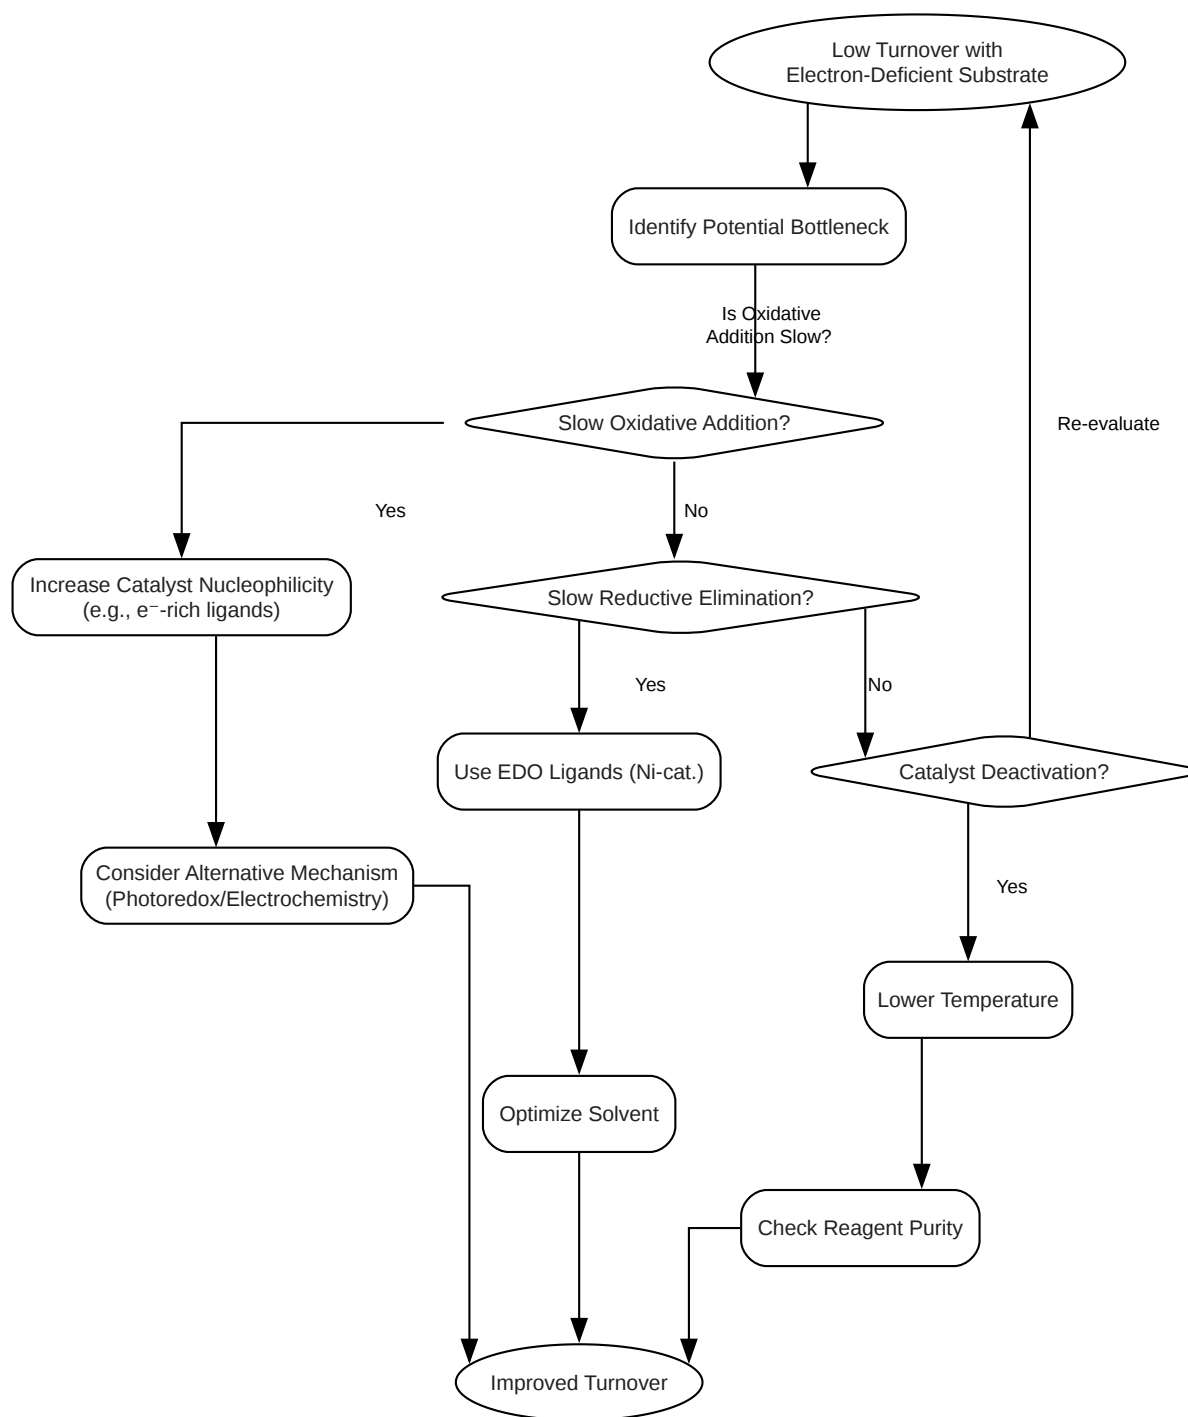 Low Turnover with
Electron-Deficient Substrate
Identify Potential Bottleneck
Is Oxidative
Addition Slow?
Slow Oxidative Addition?
Re-evaluate
Yes
No
Increase Catalyst Nucleophilicity
(e.g., e⁻-rich ligands)
Slow Reductive Elimination?
Yes
No
Use EDO Ligands (Ni-cat.)
Catalyst Deactivation?
Consider Alternative Mechanism
(Photoredox/Electrochemistry)
Yes
Lower Temperature
Optimize Solvent
Check Reagent Purity
Improved Turnover